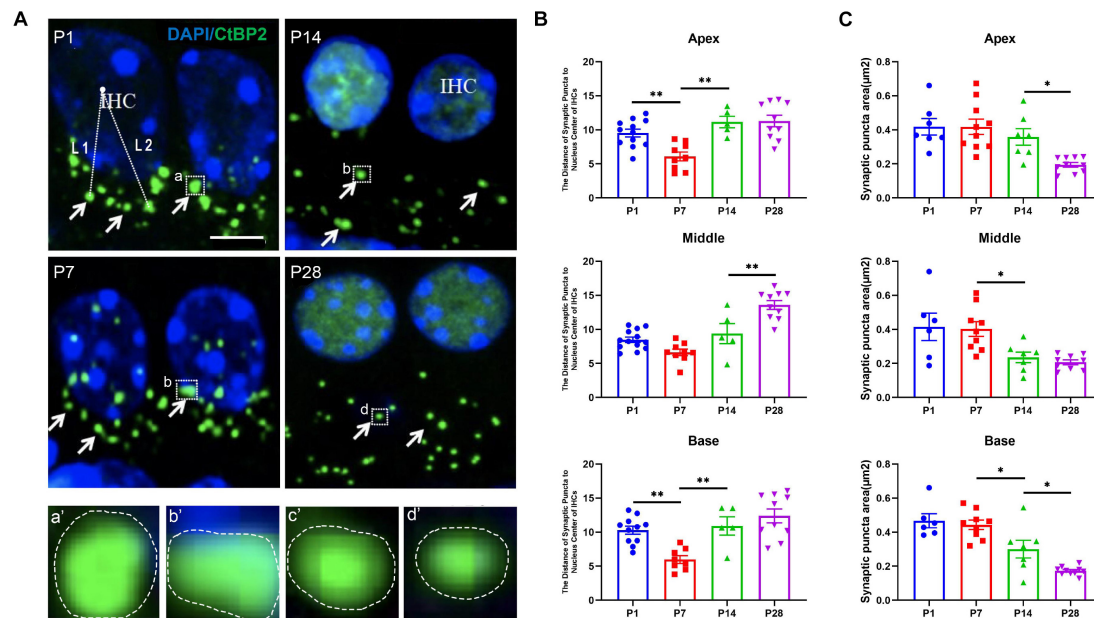 A
P1
DAPI/CtBP2
IHC
L1
L2
a
P14
IHC
b
P7
b
P28
d
a'
b'
c'
d'
B
Apex
The Distance of Synaptic Puncta to
Nucleus Center of IHCs
15
10
5
0
**
**
P1 P7 P14 P28
Middle
The Distance of Synaptic Puncta to
Nucleus Center of IHCs
20
15
10
5
0
**
P1 P7 P14 P28
Base
The Distance of Synaptic Puncta to
Nucleus Center of IHCs
20
15
10
5
0
**
**
P1 P7 P14 P28
C
Apex
Synaptic puncta area(μm2)
0.8
0.6
0.4
0.2
0.0
*
P1 P7 P14 P28
Middle
Synaptic puncta area(μm2)
0.8
0.6
0.4
0.2
0.0
*
P1 P7 P14 P28
Base
Synaptic puncta area(μm2)
0.8
0.6
0.4
0.2
0.0
*
*
P1 P7 P14 P28